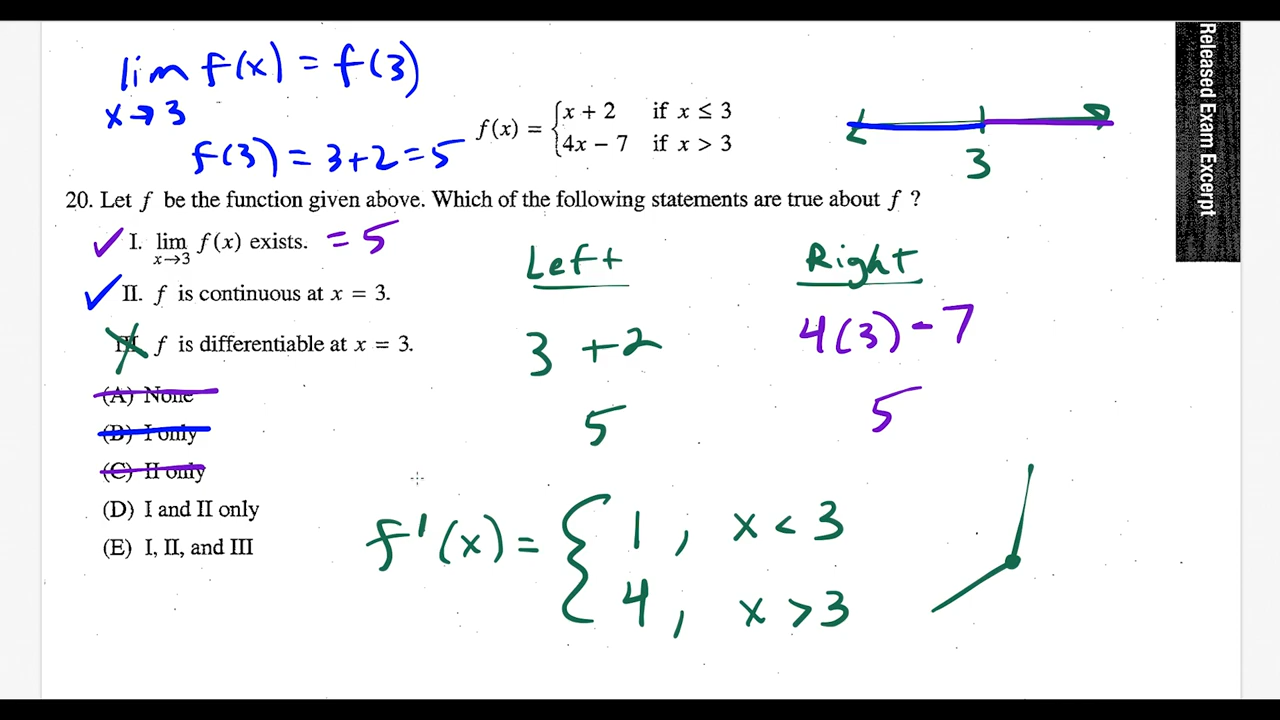 lim f(x) = f(3)
x→3
f(3) = 3+2 = 5
f(x) = { x + 2 if x ≤ 3
4x − 7 if x > 3
3
Released Exam Excerpt
20. Let f be the function given above. Which of the following statements are true about f ?
✓ I. lim f(x) exists. = 5
x→3
✓ II. f is continuous at x = 3.
III. f is differentiable at x = 3.
(A) None
(B) I only
(C) II only
(D) I and II only
(E) I, II, and III
Left
3 + 2
5
Right
4(3) - 7
5
f'(x) = { 1, x < 3
4, x > 3